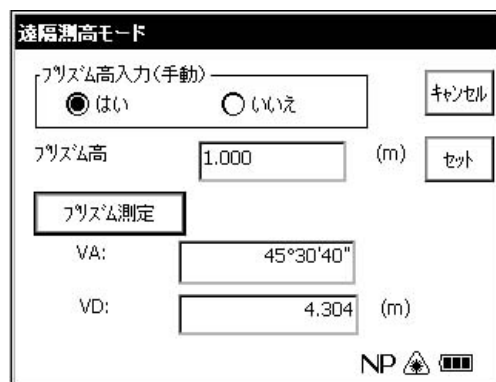 遠隔測高モード
ﾌﾟﾘｽﾞﾑ高入力(手動)
はい いいえ
ｷｬﾝｾﾙ
ﾌﾟﾘｽﾞﾑ高 1.000 (m) ｾｯﾄ
ﾌﾟﾘｽﾞﾑ測定
VA: 45°30'40"
VD: 4.304 (m)
NP